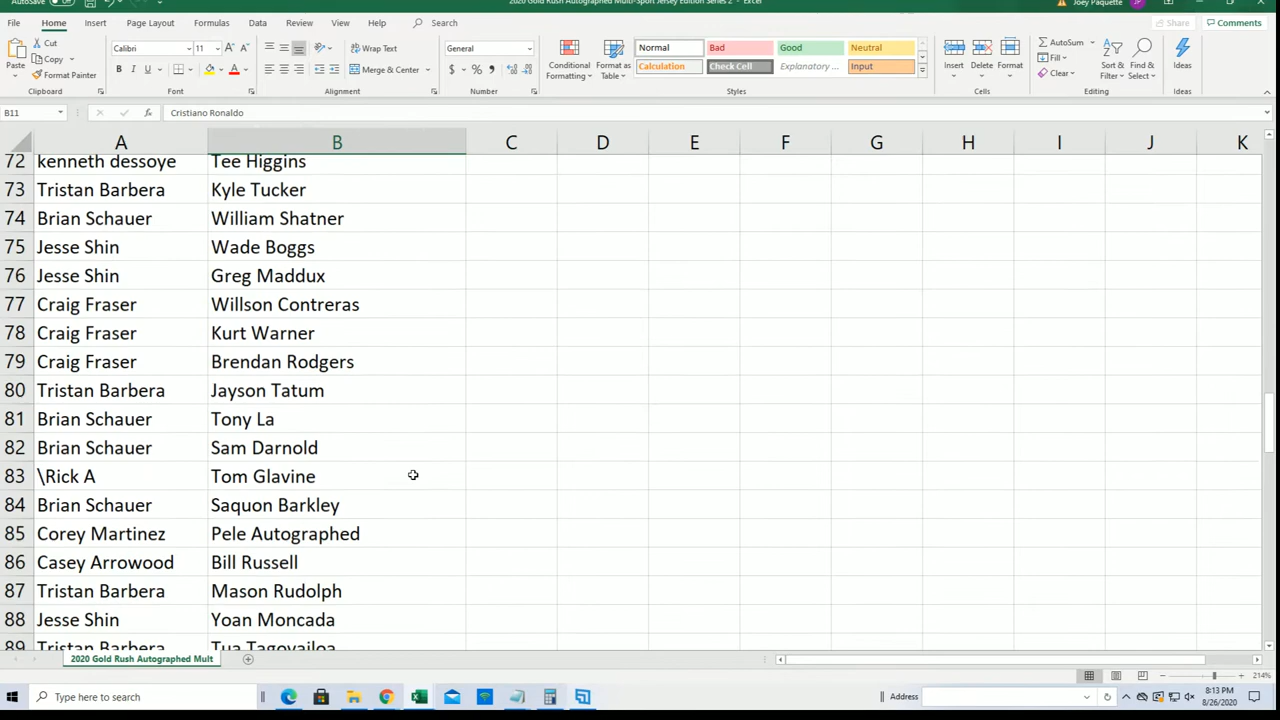 AutoSave
2020 Gold Rush Autographed Multi-Sport Jersey Edition Series 2 - Excel
Joey Paquette
JP
File Home Insert Page Layout Formulas Data Review View Help Search
Share Comments
Paste
Cut
Copy
Format Painter
Clipboard
Calibri 11
B I U
Font
Wrap Text
Merge & Center
Alignment
General
$ % ,
Number
Conditional Formatting
Format as Table
Normal Bad Good Neutral
Calculation Check Cell Explanatory ... Input
Styles
Insert Delete Format
Cells
AutoSum
Fill
Clear
Sort & Filter
Find & Select
Editing
Ideas
Ideas
B11 fx Cristiano Ronaldo
A B C D E F G H I J K
72 kenneth dessoye Tee Higgins
73 Tristan Barbera Kyle Tucker
74 Brian Schauer William Shatner
75 Jesse Shin Wade Boggs
76 Jesse Shin Greg Maddux
77 Craig Fraser Willson Contreras
78 Craig Fraser Kurt Warner
79 Craig Fraser Brendan Rodgers
80 Tristan Barbera Jayson Tatum
81 Brian Schauer Tony La
82 Brian Schauer Sam Darnold
83 \Rick A Tom Glavine
84 Brian Schauer Saquon Barkley
85 Corey Martinez Pele Autographed
86 Casey Arrowood Bill Russell
87 Tristan Barbera Mason Rudolph
88 Jesse Shin Yoan Moncada
89 Tristan Barbera Tua Tagovailoa
2020 Gold Rush Autographed Mult
214%
Type here to search
Address
8:13 PM
8/26/2020